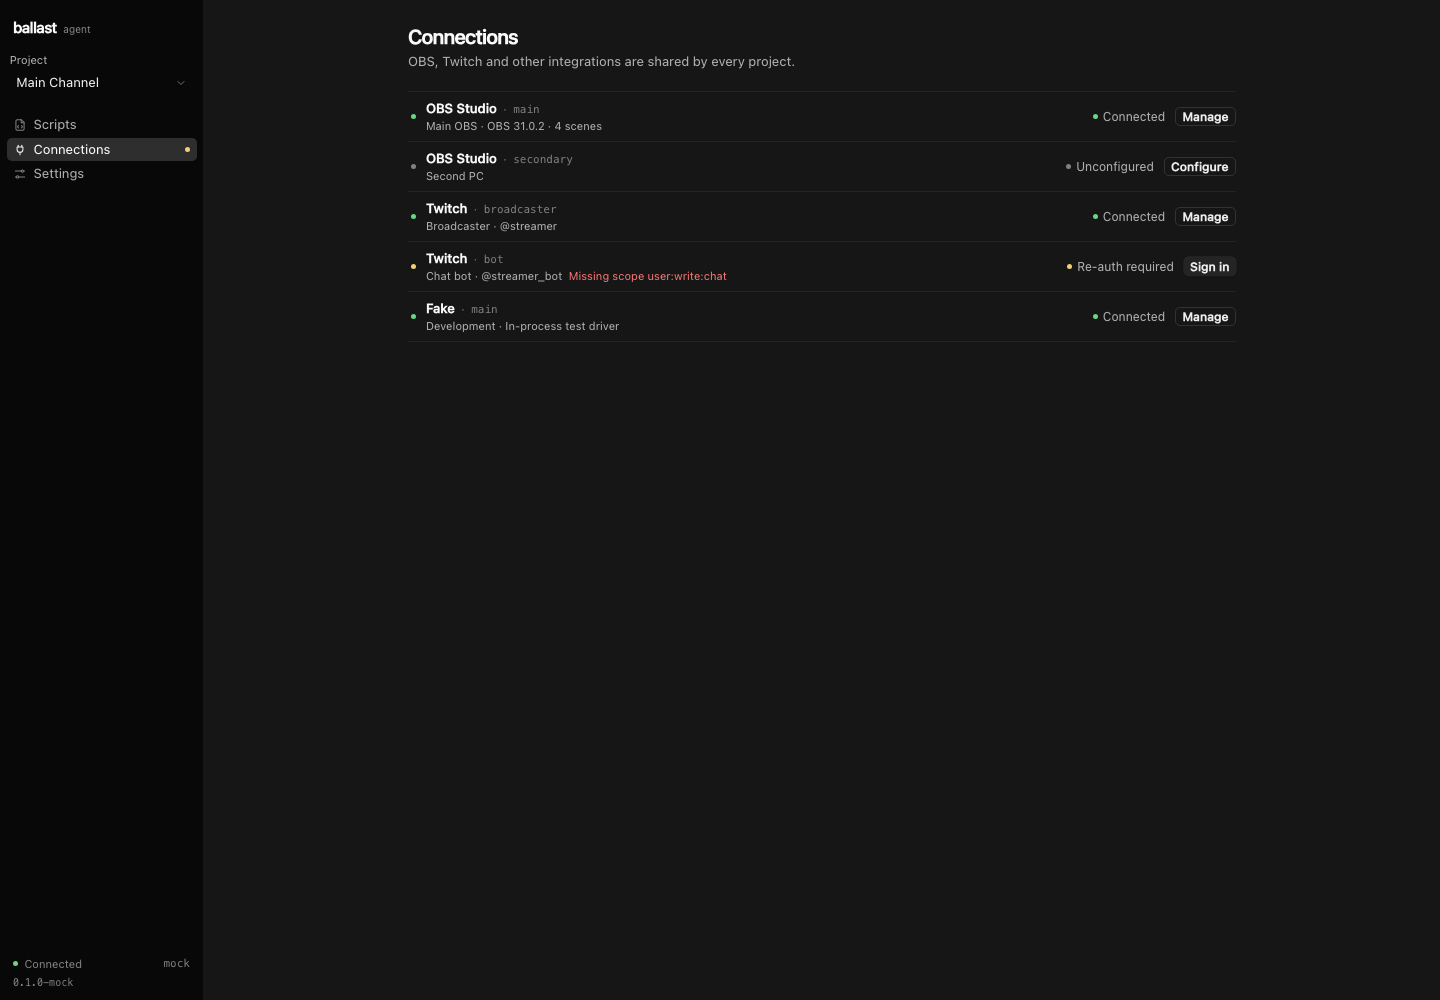 ballast agent
Project
Main Channel
Scripts
Connections
Settings
Connected mock
0.1.0-mock
Connections
OBS, Twitch and other integrations are shared by every project.
OBS Studio · main
Main OBS · OBS 31.0.2 · 4 scenes
Connected Manage
OBS Studio · secondary
Second PC
Unconfigured Configure
Twitch · broadcaster
Broadcaster · @streamer
Connected Manage
Twitch · bot
Chat bot · @streamer_bot Missing scope user:write:chat
Re-auth required Sign in
Fake · main
Development · In-process test driver
Connected Manage